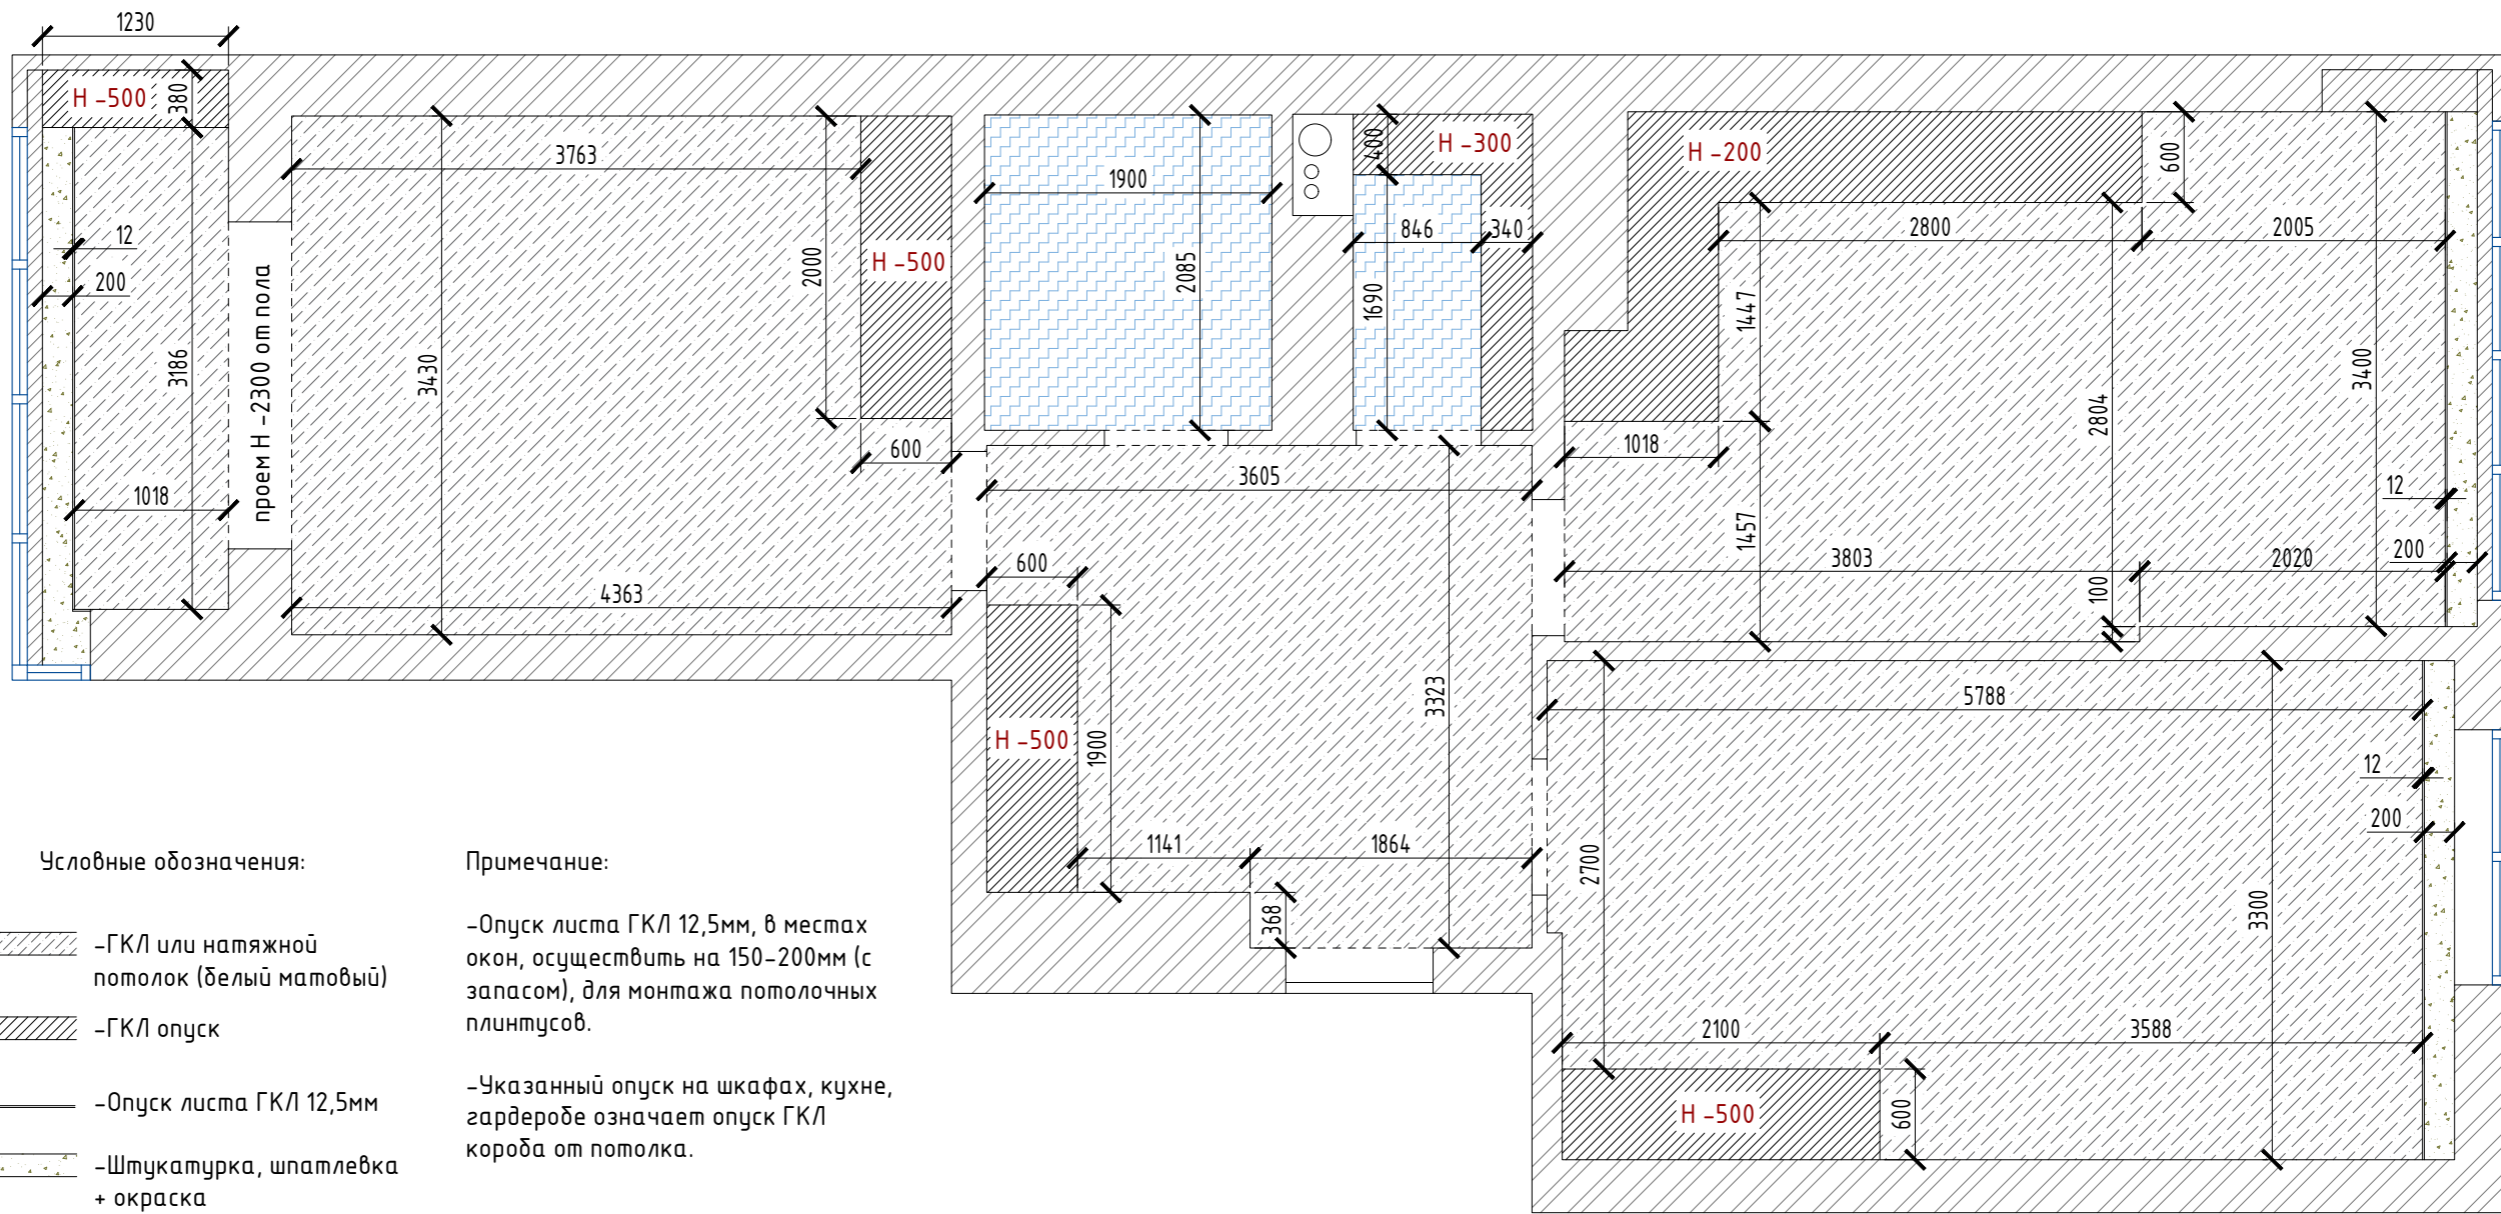 1230
H -500
380
3763
12
200
3186
1018
проем Н -2300 от пола
3430
2000
H -500
600
4363
1900
2085
400
H -300
846
340
1690
H -200
600
2800
2005
1447
3400
2804
1018
12
1457
3803
200
2020
100
3605
600
3323
H -500
1900
1141
1864
368
5788
12
200
2700
3300
2100
3588
H -500
600
Условные обозначения:
-ГКЛ или натяжной
потолок (белый матовый)
-ГКЛ опуск
-Опуск листа ГКЛ 12,5мм
-Штукатурка, шпатлевка
+ окраска
Примечание:
-Опуск листа ГКЛ 12,5мм, в местах
окон, осуществить на 150-200мм (с
запасом), для монтажа потолочных
плинтусов.
-Указанный опуск на шкафах, кухне,
гардеробе означает опуск ГКЛ
короба от потолка.